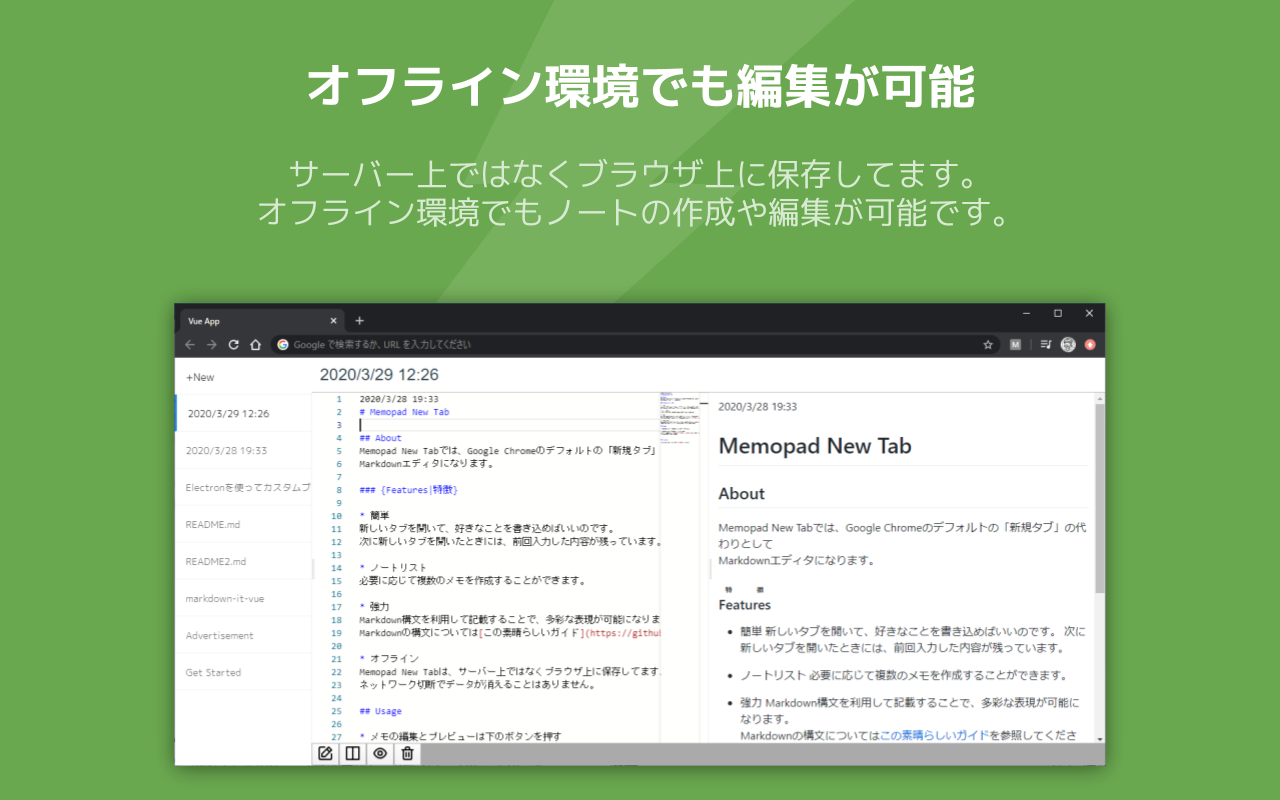 オフライン環境でも編集が可能
サーバー上ではなくブラウザ上に保存してます。
オフライン環境でもノートの作成や編集が可能です。
Vue App
Google で検索するか、URL を入力してください
M
+New
2020/3/29 12:26
2020/3/28 19:33
Electronを使ってカスタムブ
README.md
README2.md
markdown-it-vue
Advertisement
Get Started
2020/3/29 12:26
1 2020/3/28 19:33
2 # Memopad New Tab
3
4 ## About
5 Memopad New Tabでは、Google Chromeのデフォルトの「新規タブ」
6 Markdownエディタになります。
7
8 ### {Features|特徴}
9
10 * 簡単
11 新しいタブを開いて、好きなことを書き込めばいいのです。
12 次に新しいタブを開いたときには、前回入力した内容が残っています。
13
14 * ノートリスト
15 必要に応じて複数のメモを作成することができます。
16
17 * 強力
18 Markdown構文を利用して記載することで、多彩な表現が可能になりま
19 Markdownの構文については[この素晴らしいガイド](https://githu
20
21 * オフライン
22 Memopad New Tabは、サーバー上ではなくブラウザ上に保存してます
23 ネットワーク切断でデータが消えることはありません。
24
25 ## Usage
26
27 * メモの編集とプレビューは下のボタンを押す
2020/3/28 19:33
Memopad New Tab
About
Memopad New Tabでは、Google Chromeのデフォルトの「新規タブ」の代
わりとして
Markdownエディタになります。
特 徴
Features
• 簡単 新しいタブを開いて、好きなことを書き込めばいいのです。 次に
新しいタブを開いたときには、前回入力した内容が残っています。
• ノートリスト 必要に応じて複数のメモを作成することができます。
• 強力 Markdown構文を利用して記載することで、多彩な表現が可能に
なります。
Markdownの構文についてはこの素晴らしいガイドを参照してくださ